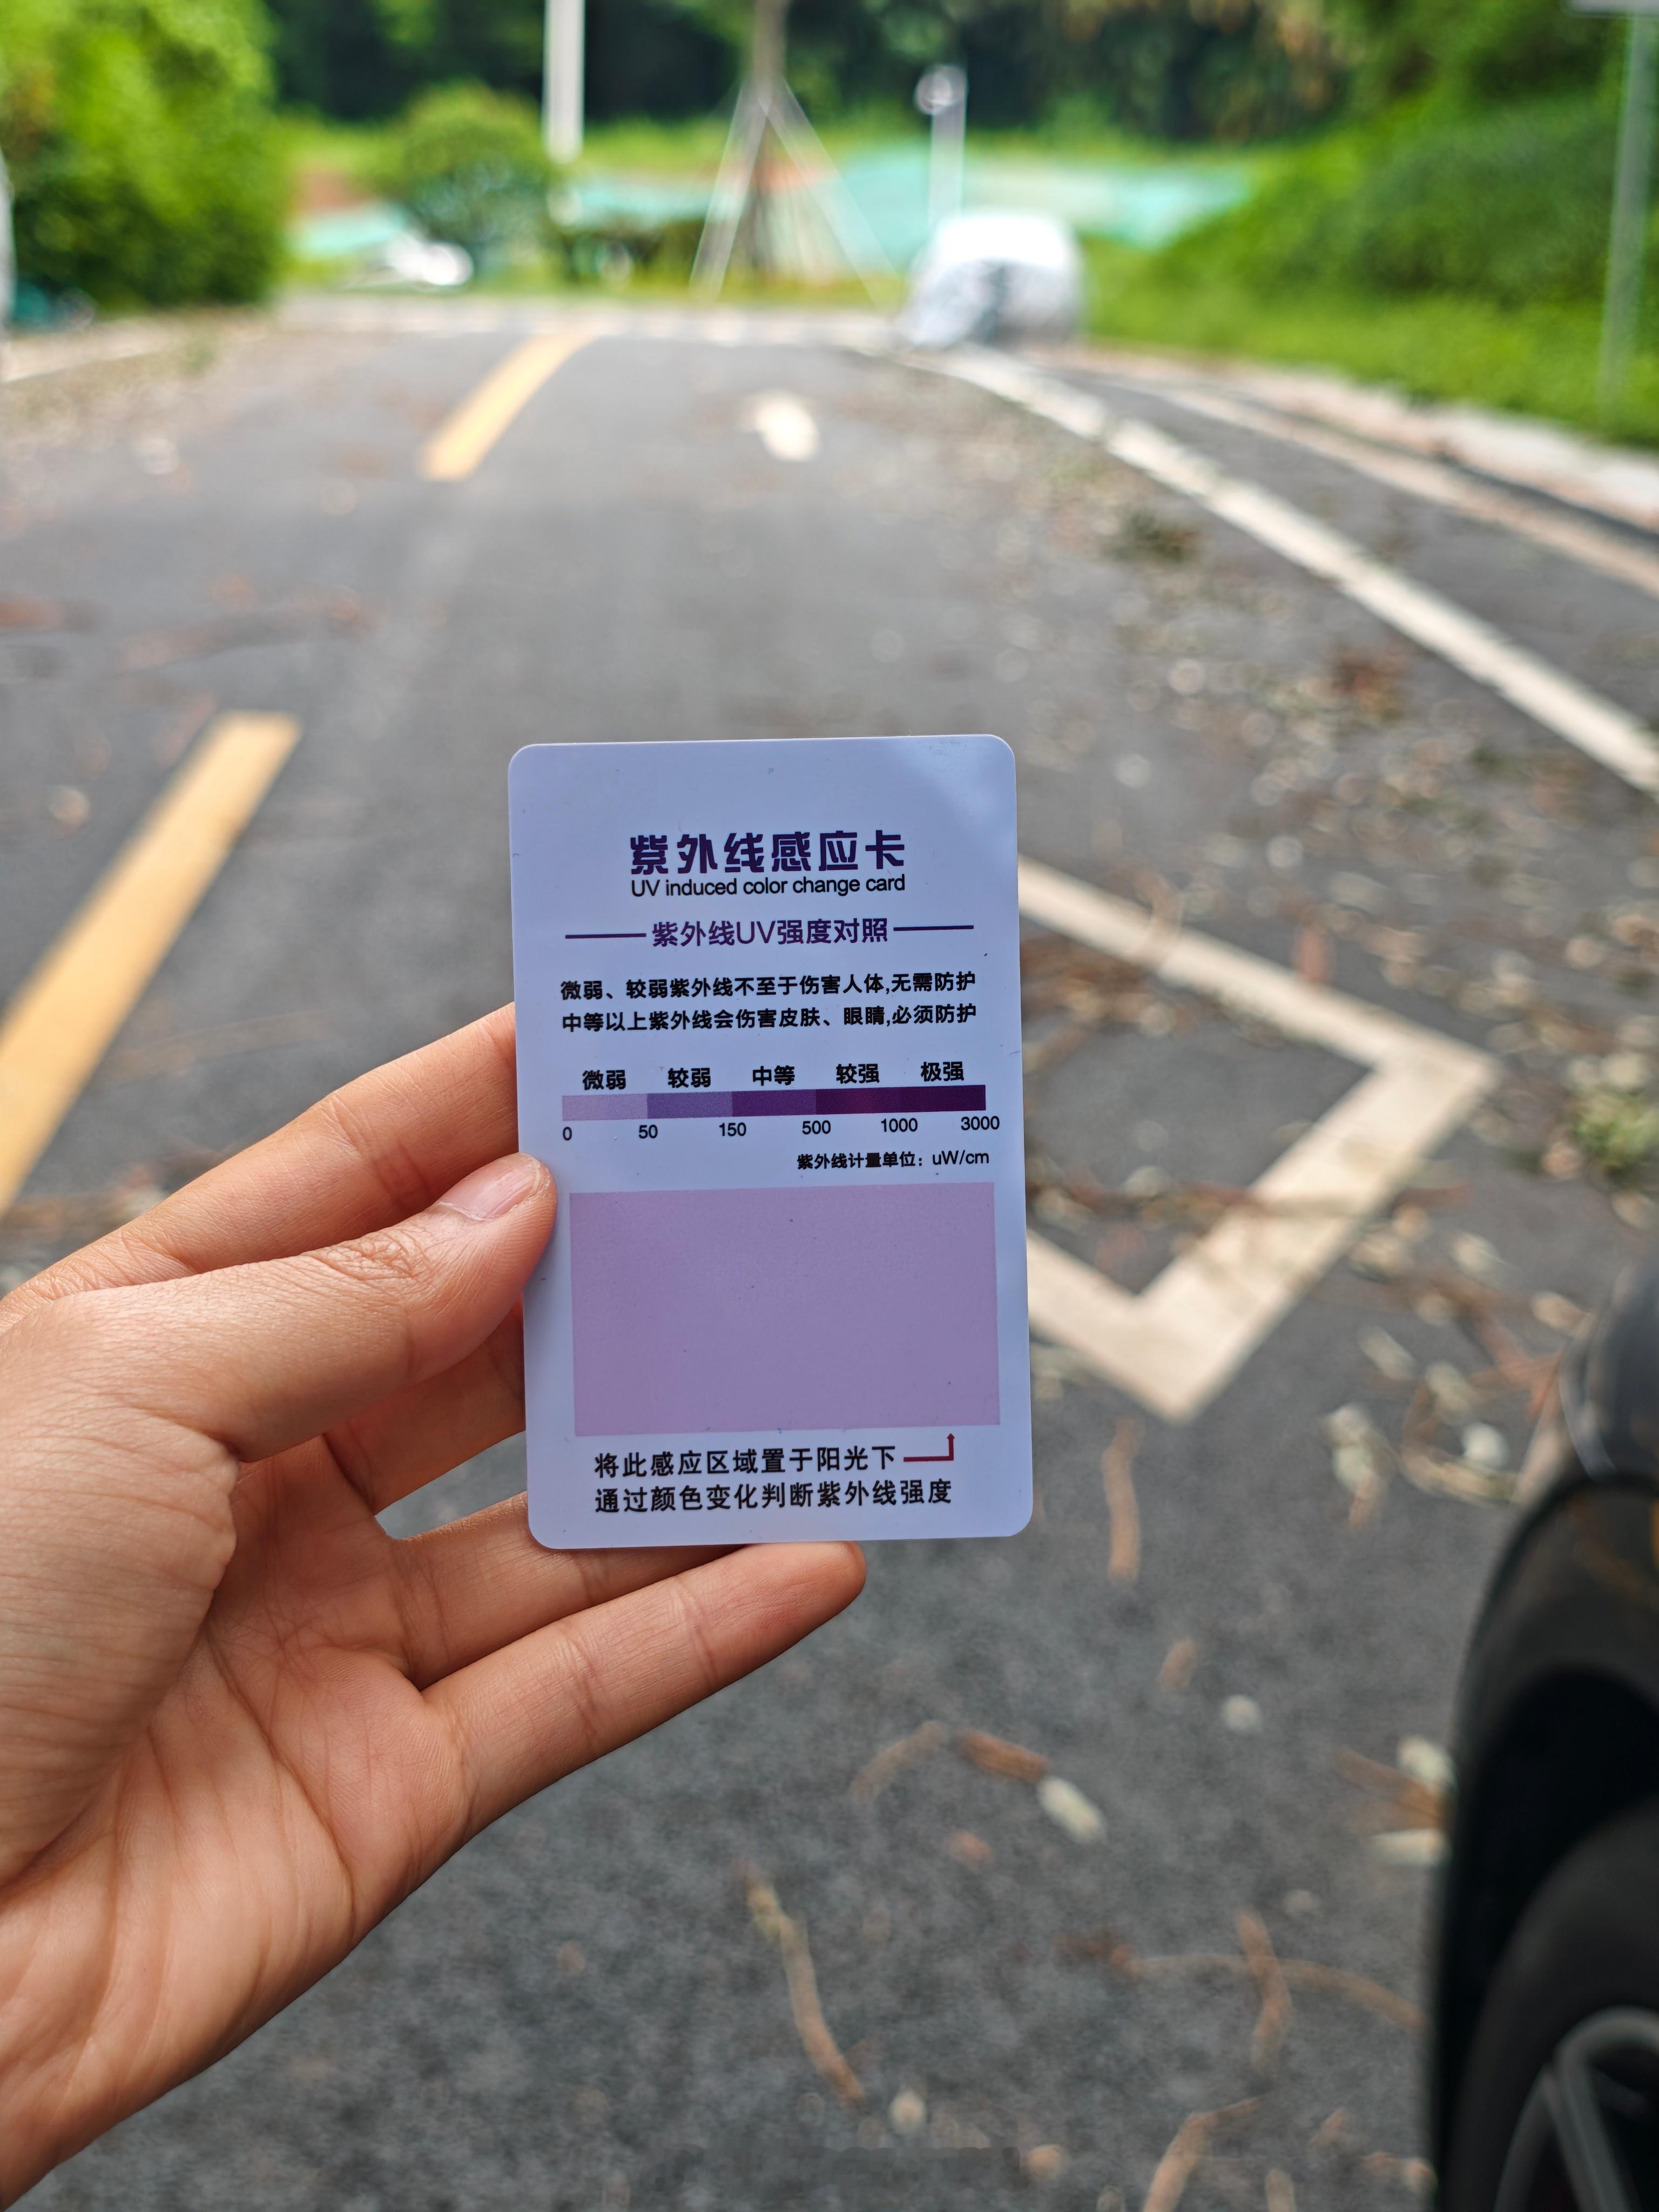 紫外线感应卡
UV induced color change card
紫外线UV强度对照
微弱、较弱紫外线不至于伤害人体,无需防护
中等以上紫外线会伤害皮肤、眼睛,必须防护
微弱 较弱 中等 较强 极强
0 50 150 500 1000 3000
紫外线计量单位：uW/cm
将此感应区域置于阳光下
通过颜色变化判断紫外线强度